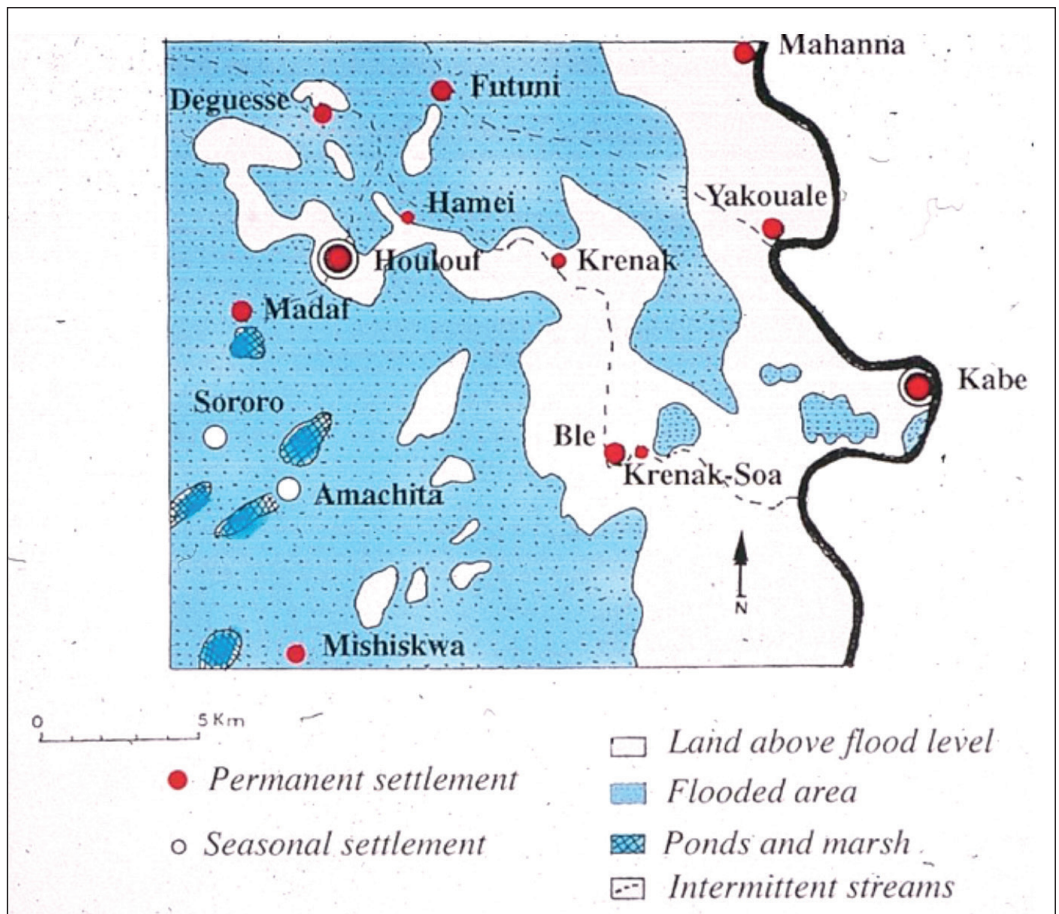 Mahanna
Futuni
Deguesse
Yakouale
Hamei
Houlouf
Krenak
Madaf
Kabe
Sororo
Ble
Krenak-Soa
Amachita
N
Mishiskwa
0 5 Km
Land above flood level
Permanent settlement
Flooded area
Seasonal settlement
Ponds and marsh
Intermittent streams